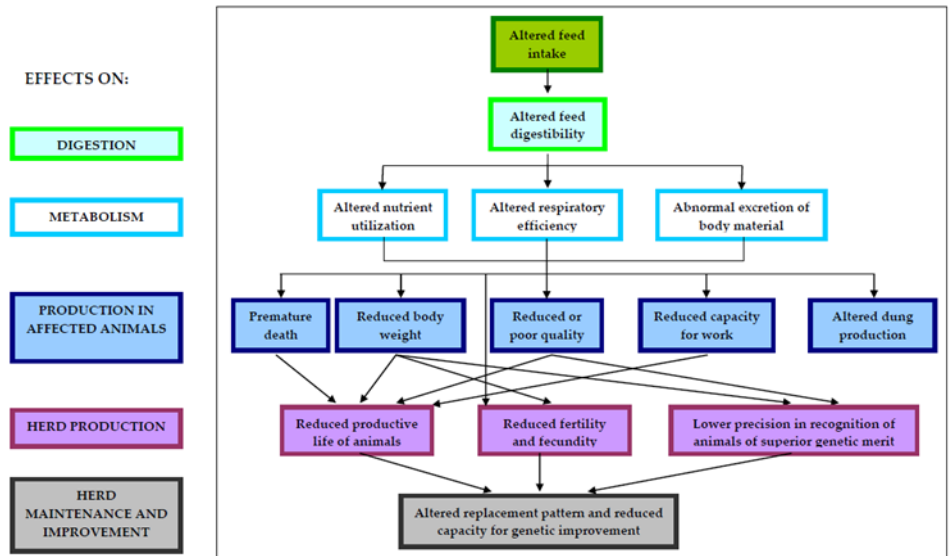 EFFECTS ON:
DIGESTION
METABOLISM
PRODUCTION IN
AFFECTED ANIMALS
HERD PRODUCTION
HERD
MAINTENANCE AND
IMPROVEMENT
Altered feed
intake
Altered feed
digestibility
Altered nutrient
utilization
Altered respiratory
efficiency
Abnormal excretion of
body material
Premature
death
Reduced body
weight
Reduced or
poor quality
Reduced capacity
for work
Altered dung
production
Reduced productive
life of animals
Reduced fertility
and fecundity
Lower precision in recognition of
animals of superior genetic merit
Altered replacement pattern and reduced
capacity for genetic improvement